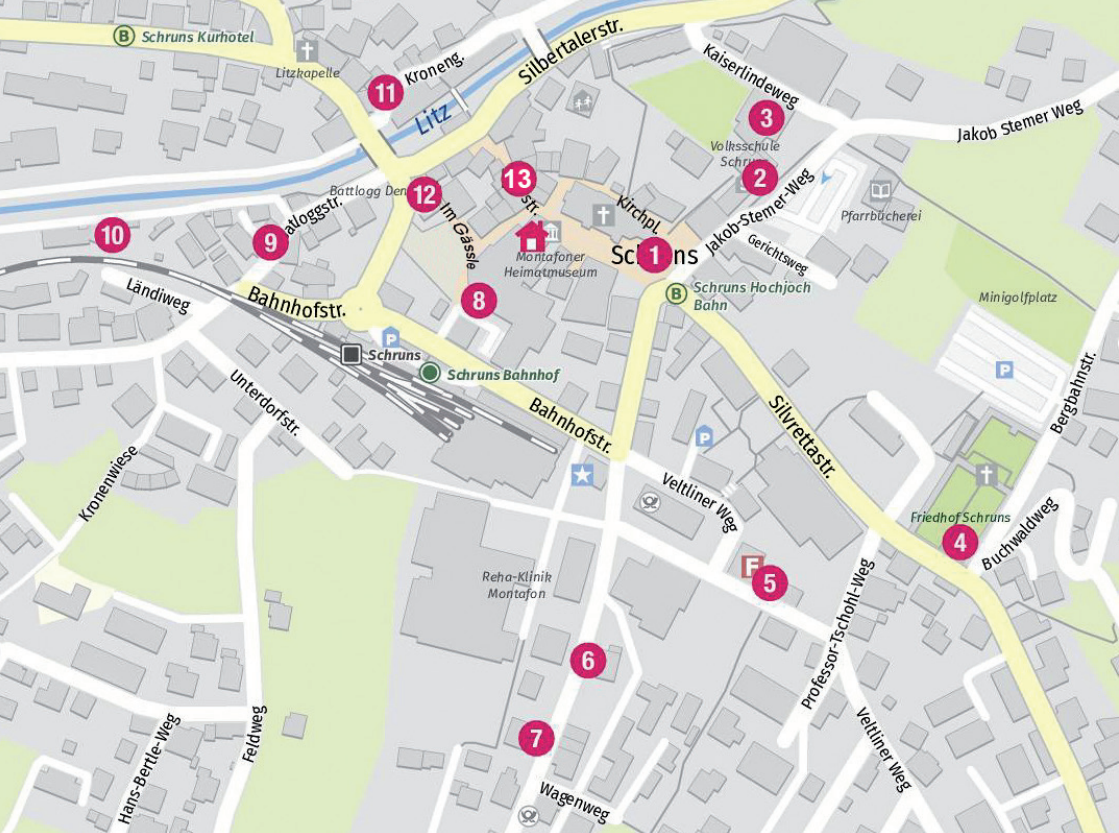 Schruns Kurhotel
Litzkapelle
Silbertalerstr.
Kroneng.
11
Litz
Kaiserlindeweg
3
Jakob Stemer Weg
Volksschule
Schruns
2
Battlogg Den
12
13
str.
Kirchpl.
Jakob-Stemer-Weg
Pfarrbücherei
atloggstr.
Im Gässle
10
9
1
Montafoner
Heimatmuseum
Gerichtsweg
Ländiweg
Bahnhofstr.
8
Schruns Hochjoch
Bahn
Minigolfplatz
B
P
Schruns
Schruns Bahnhof
P
Unterdorfstr.
Bahnhofstr.
Silvrettastr.
Bergbahnstr.
P
Kronenwiese
Veltliner Weg
Friedhof Schruns
4
Buchwaldweg
Reha-Klinik
Montafon
F
5
Professor-Tschohl-Weg
6
7
Feldweg
Hans-Bertle-Weg
Wagenweg
Veltliner Weg
B